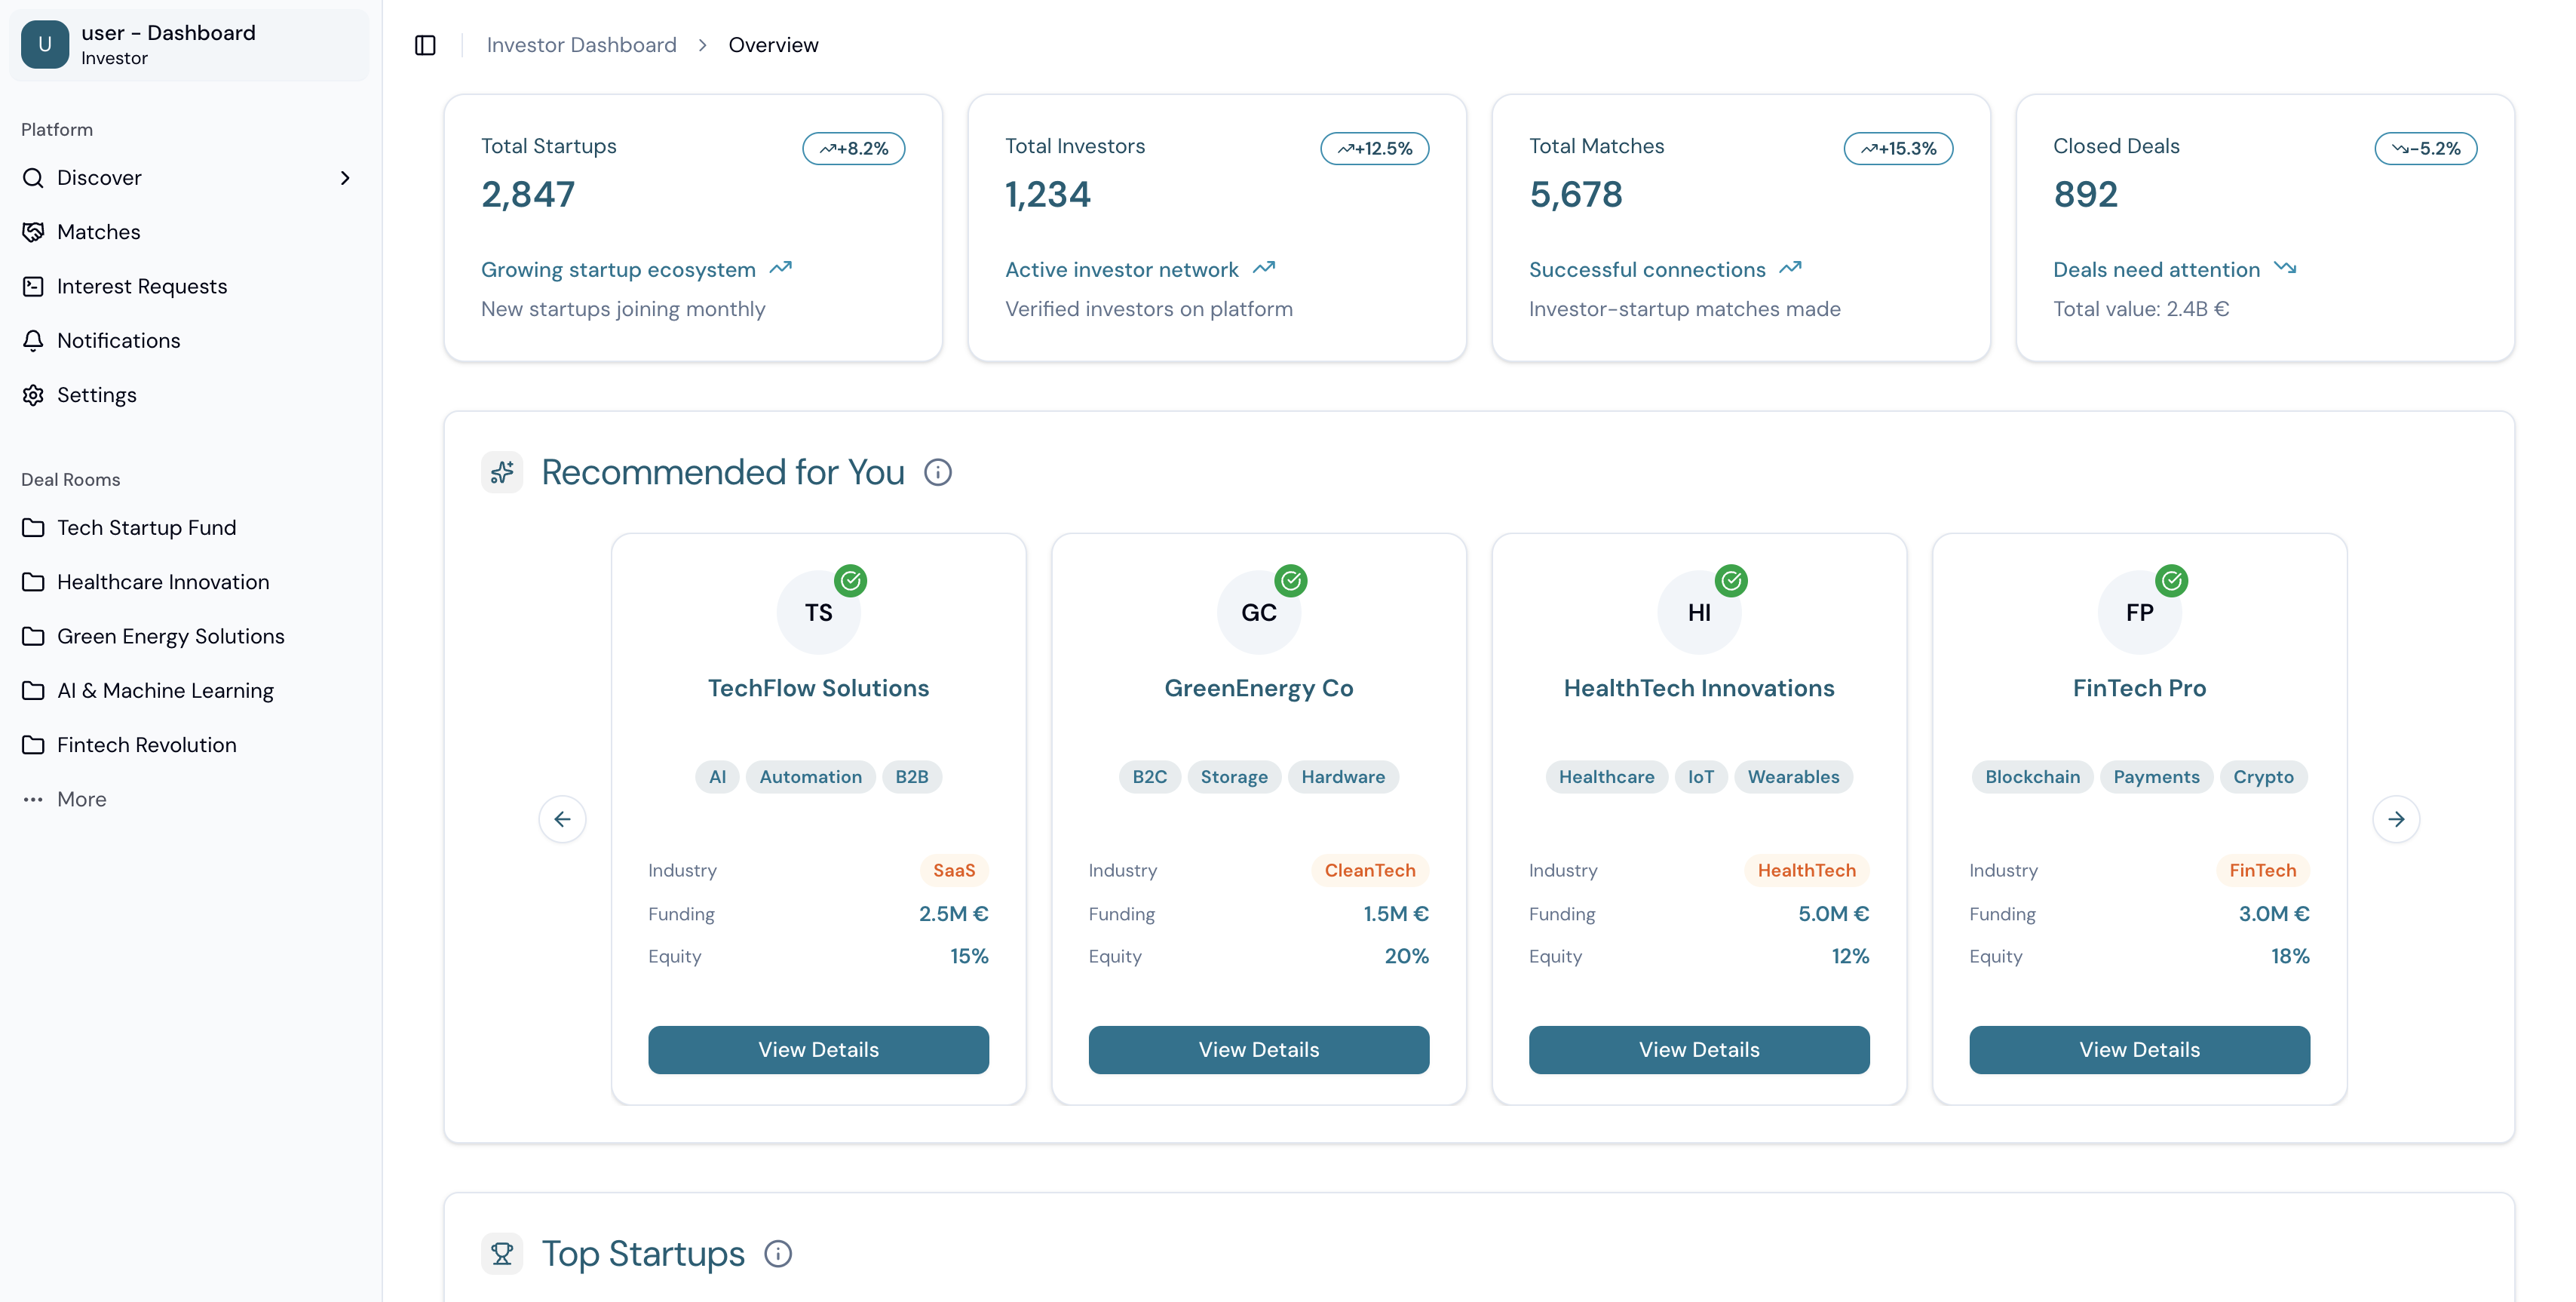 U
user - Dashboard
Investor
Platform
Discover
Matches
Interest Requests
Notifications
Settings
Deal Rooms
Tech Startup Fund
Healthcare Innovation
Green Energy Solutions
AI & Machine Learning
Fintech Revolution
More
Investor Dashboard > Overview
Total Startups
+8.2%
2,847
Growing startup ecosystem
New startups joining monthly
Total Investors
+12.5%
1,234
Active investor network
Verified investors on platform
Total Matches
+15.3%
5,678
Successful connections
Investor-startup matches made
Closed Deals
-5.2%
892
Deals need attention
Total value: 2.4B €
Recommended for You
TS
TechFlow Solutions
AI Automation B2B
Industry SaaS
Funding 2.5M €
Equity 15%
View Details
GC
GreenEnergy Co
B2C Storage Hardware
Industry CleanTech
Funding 1.5M €
Equity 20%
View Details
HI
HealthTech Innovations
Healthcare IoT Wearables
Industry HealthTech
Funding 5.0M €
Equity 12%
View Details
FP
FinTech Pro
Blockchain Payments Crypto
Industry FinTech
Funding 3.0M €
Equity 18%
View Details
Top Startups